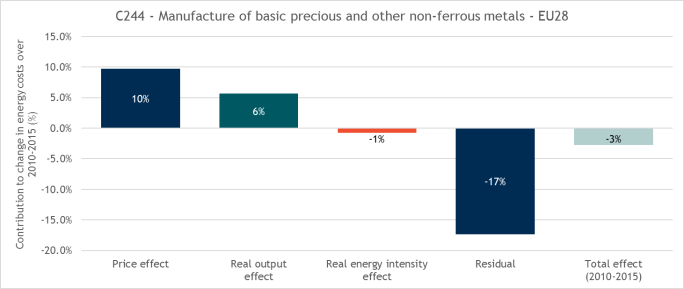 C244 - Manufacture of basic precious and other non-ferrous metals - EU28
Contribution to change in energy costs over
2010-2015 (%)
15.0%
10.0%
5.0%
0.0%
-5.0%
-10.0%
-15.0%
-20.0%
10%
6%
-1%
-17%
-3%
Price effect
Real output
effect
Real energy intensity
effect
Residual
Total effect
(2010-2015)